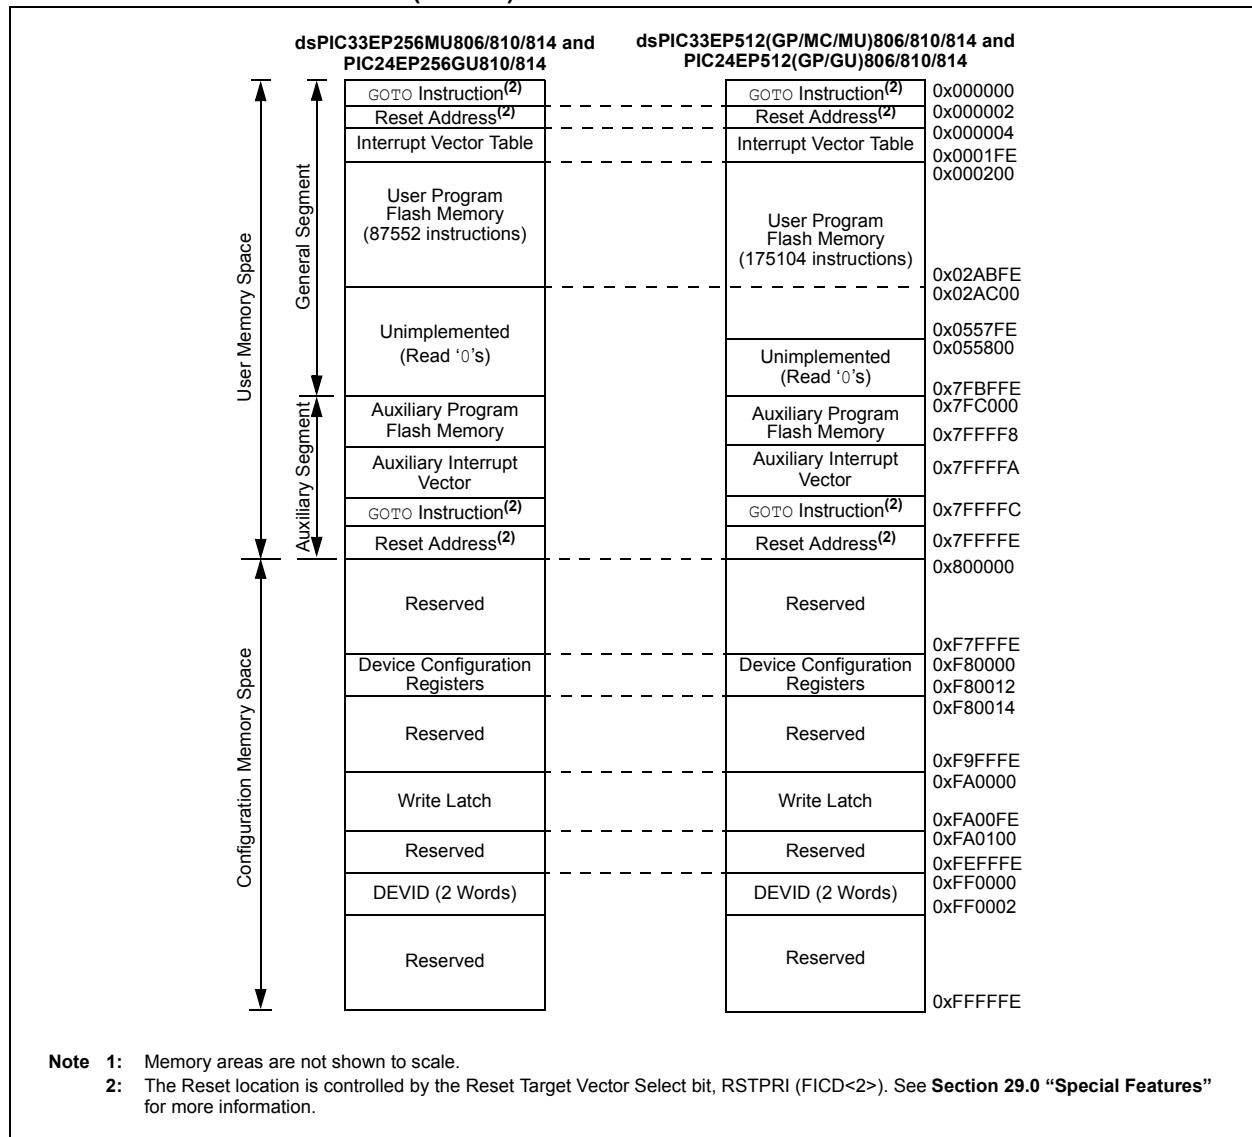 dsPIC33EP256MU806/810/814 and
PIC24EP256GU810/814
dsPIC33EP512(GP/MC/MU)806/810/814 and
PIC24EP512(GP/GU)806/810/814
User Memory Space
General Segment
Auxiliary Segment
Configuration Memory Space
GOTO Instruction(2)
Reset Address(2)
Interrupt Vector Table
User Program
Flash Memory
(87552 instructions)
Unimplemented
(Read ‘0’s)
Auxiliary Program
Flash Memory
Auxiliary Interrupt
Vector
GOTO Instruction(2)
Reset Address(2)
Reserved
Device Configuration
Registers
Reserved
Write Latch
Reserved
DEVID (2 Words)
Reserved
GOTO Instruction(2)
Reset Address(2)
Interrupt Vector Table
User Program
Flash Memory
(175104 instructions)
Unimplemented
(Read ‘0’s)
Auxiliary Program
Flash Memory
Auxiliary Interrupt
Vector
GOTO Instruction(2)
Reset Address(2)
Reserved
Device Configuration
Registers
Reserved
Write Latch
Reserved
DEVID (2 Words)
Reserved
0x000000
0x000002
0x000004
0x0001FE
0x000200
0x02ABFE
0x02AC00
0x0557FE
0x055800
0x7FBFFE
0x7FC000
0x7FFFF8
0x7FFFFA
0x7FFFFC
0x7FFFFE
0x800000
0xF7FFFE
0xF80000
0xF80012
0xF80014
0xF9FFFE
0xFA0000
0xFA00FE
0xFA0100
0xFEFFFE
0xFF0000
0xFF0002
0xFFFFFE
Note 1: Memory areas are not shown to scale.
2: The Reset location is controlled by the Reset Target Vector Select bit, RSTPRI (FICD<2>). See Section 29.0 “Special Features”
for more information.